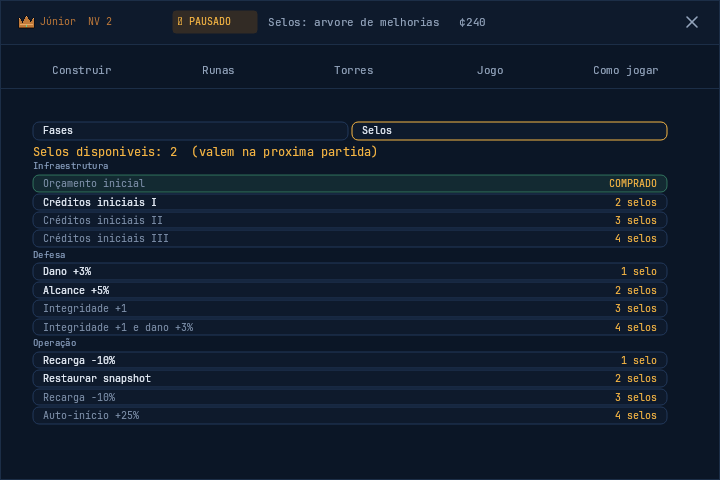 Júnior NV 2 PAUSADO Selos: arvore de melhorias $240
Construir Runas Torres Jogo Como jogar
Fases Selos
Selos disponiveis: 2 (valem na proxima partida)
Infraestrutura
Orçamento inicial COMPRADO
Créditos iniciais I 2 selos
Créditos iniciais II 3 selos
Créditos iniciais III 4 selos
Defesa
Dano +3% 1 selo
Alcance +5% 2 selos
Integridade +1 3 selos
Integridade +1 e dano +3% 4 selos
Operação
Recarga -10% 1 selo
Restaurar snapshot 2 selos
Recarga -10% 3 selos
Auto-início +25% 4 selos